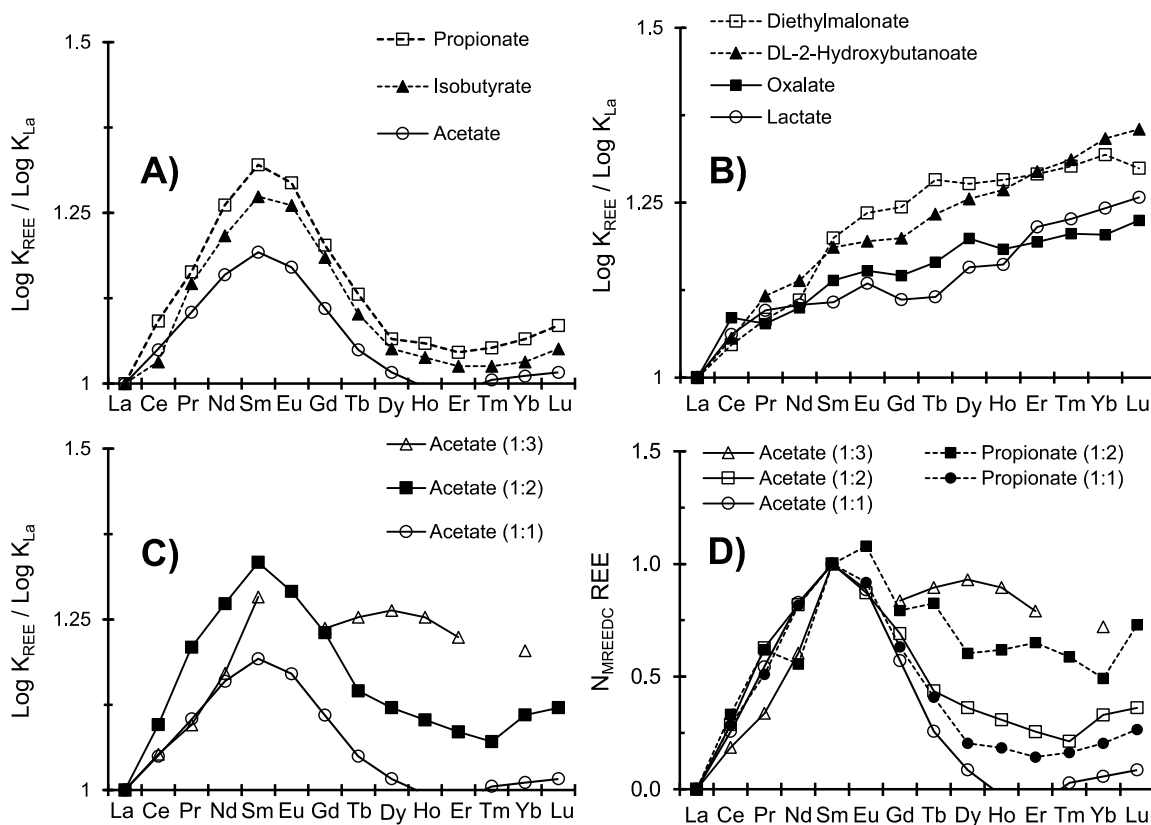 1.5
Propionate
Isobutyrate
Acetate
A)
Log K_REE / Log K_La
1.25
1
La Ce Pr Nd Sm Eu Gd Tb Dy Ho Er Tm Yb Lu
Diethylmalonate
DL-2-Hydroxybutanoate
Oxalate
Lactate
1.5
B)
Log K_REE / Log K_La
1.25
1
La Ce Pr Nd Sm Eu Gd Tb Dy Ho Er Tm Yb Lu
1.5
Acetate (1:3)
Acetate (1:2)
Acetate (1:1)
C)
Log K_REE / Log K_La
1.25
1
La Ce Pr Nd Sm Eu Gd Tb Dy Ho Er Tm Yb Lu
1.5
Acetate (1:3)
Acetate (1:2)
Acetate (1:1)
Propionate (1:2)
Propionate (1:1)
D)
N_MREEDC REE
1.0
0.5
0.0
La Ce Pr Nd Sm Eu Gd Tb Dy Ho Er Tm Yb Lu